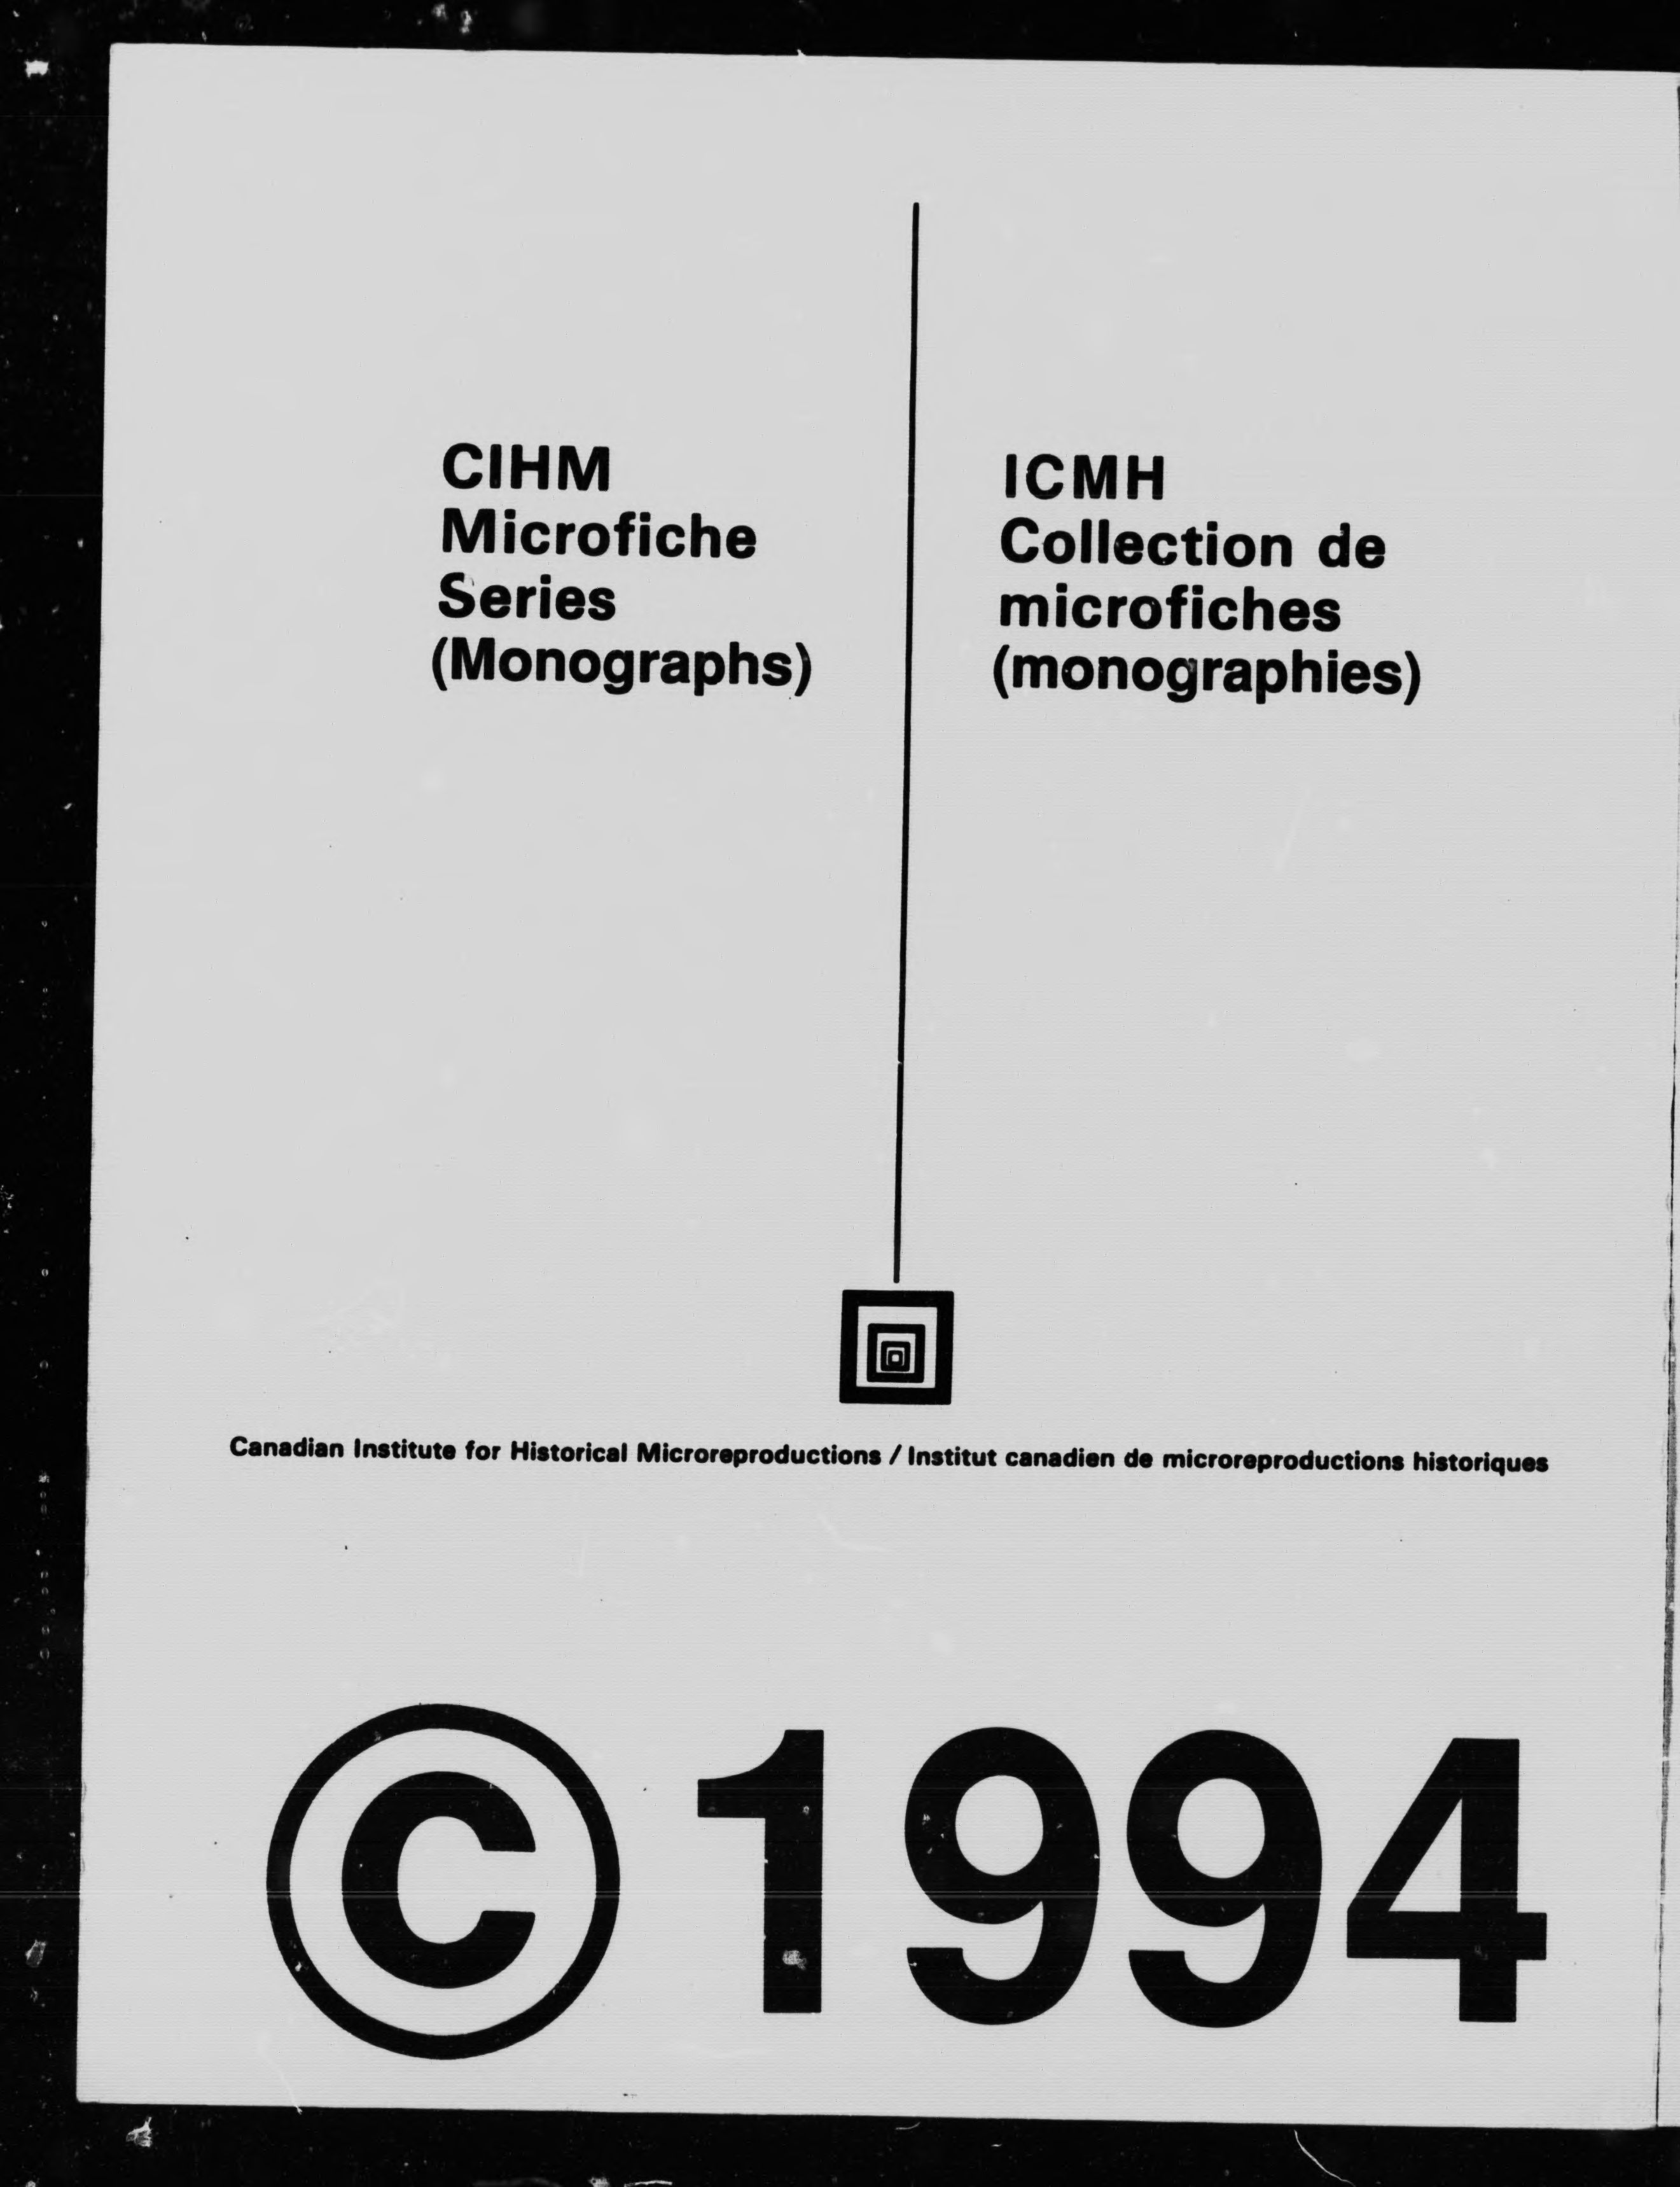 CIHM
Microfiche
Series
(Monographs)
ICMH
Collection de
microfiches
(monographies)
Canadian Institute for Historical Microreproductions / Institut canadien de microreproductions historiques
©1994